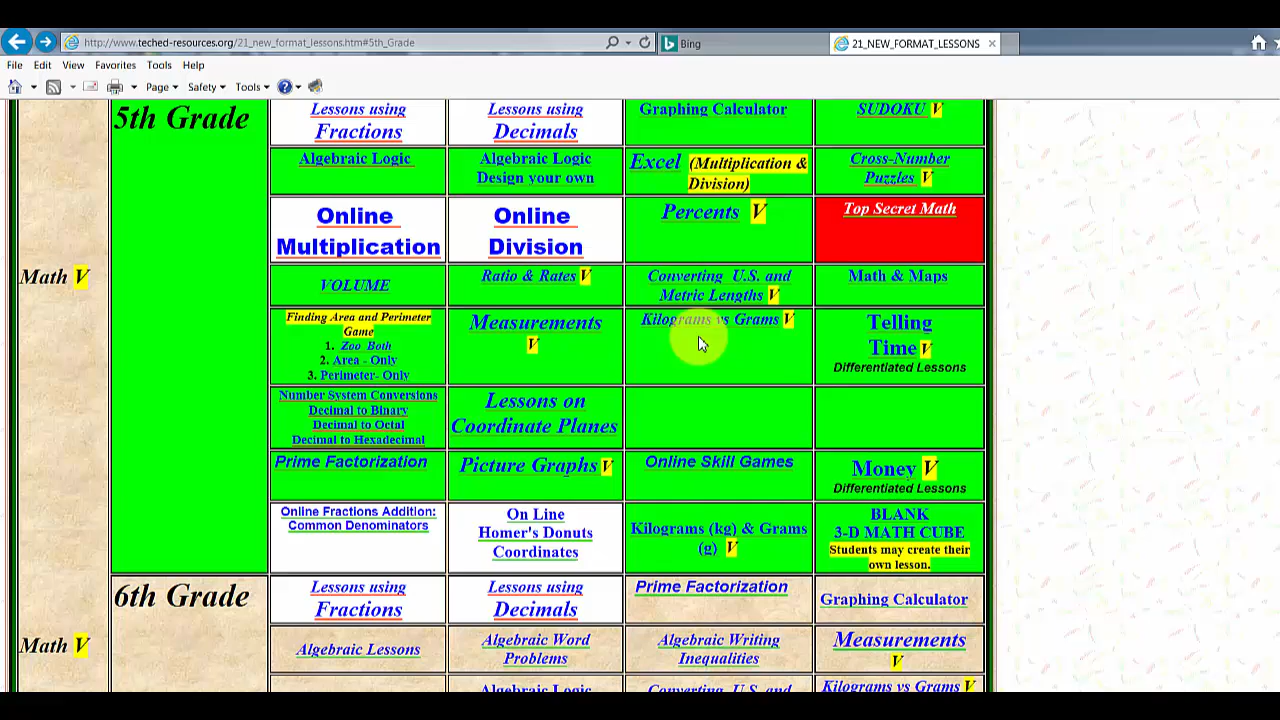 http://www.teched-resources.org/21_new_format_lessons.htm#5th_Grade
Bing
21_NEW_FORMAT_LESSONS
File Edit View Favorites Tools Help
Page Safety Tools
5th Grade
Lessons using
Fractions
Lessons using
Decimals
Graphing Calculator
SUDOKU V
Algebraic Logic
Algebraic Logic
Design your own
Excel (Multiplication &
Division)
Cross-Number
Puzzles V
Online
Multiplication
Online
Division
Percents V
Top Secret Math
Math V
VOLUME
Ratio & Rates V
Converting U.S. and
Metric Lengths V
Math & Maps
Finding Area and Perimeter
Game
1. Zoo Both
2. Area - Only
3. Perimeter- Only
Measurements
V
Kilograms vs Grams V
Telling
Time V
Differentiated Lessons
Number System Conversions
Decimal to Binary
Decimal to Octal
Decimal to Hexadecimal
Lessons on
Coordinate Planes
Prime Factorization
Picture Graphs V
Online Skill Games
Money V
Differentiated Lessons
Online Fractions Addition:
Common Denominators
On Line
Homer's Donuts
Coordinates
Kilograms (kg) & Grams
(g) V
BLANK
3-D MATH CUBE
Students may create their
own lesson.
6th Grade
Lessons using
Fractions
Lessons using
Decimals
Prime Factorization
Graphing Calculator
Math V
Algebraic Lessons
Algebraic Word
Problems
Algebraic Writing
Inequalities
Measurements
V
Algebraic Logic
Converting U.S. and
Kilograms vs Grams V